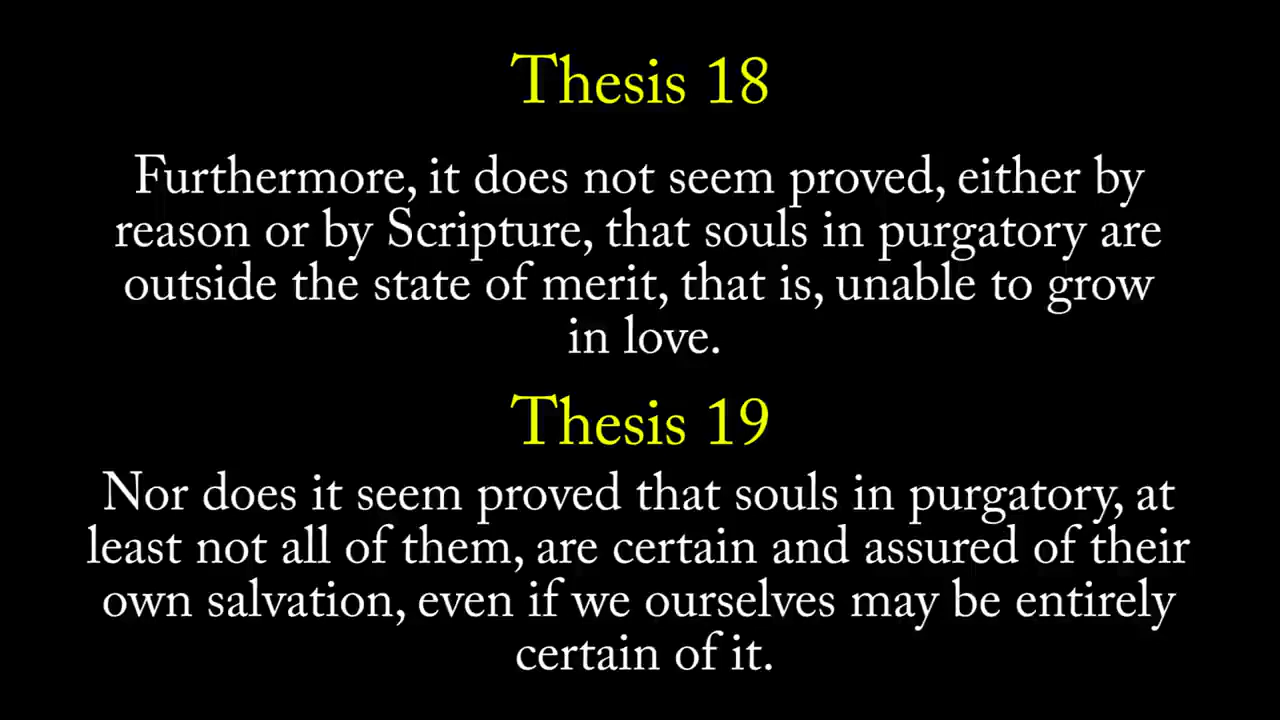 Thesis 18
Furthermore, it does not seem proved, either by
reason or by Scripture, that souls in purgatory are
outside the state of merit, that is, unable to grow
in love.
Thesis 19
Nor does it seem proved that souls in purgatory, at
least not all of them, are certain and assured of their
own salvation, even if we ourselves may be entirely
certain of it.